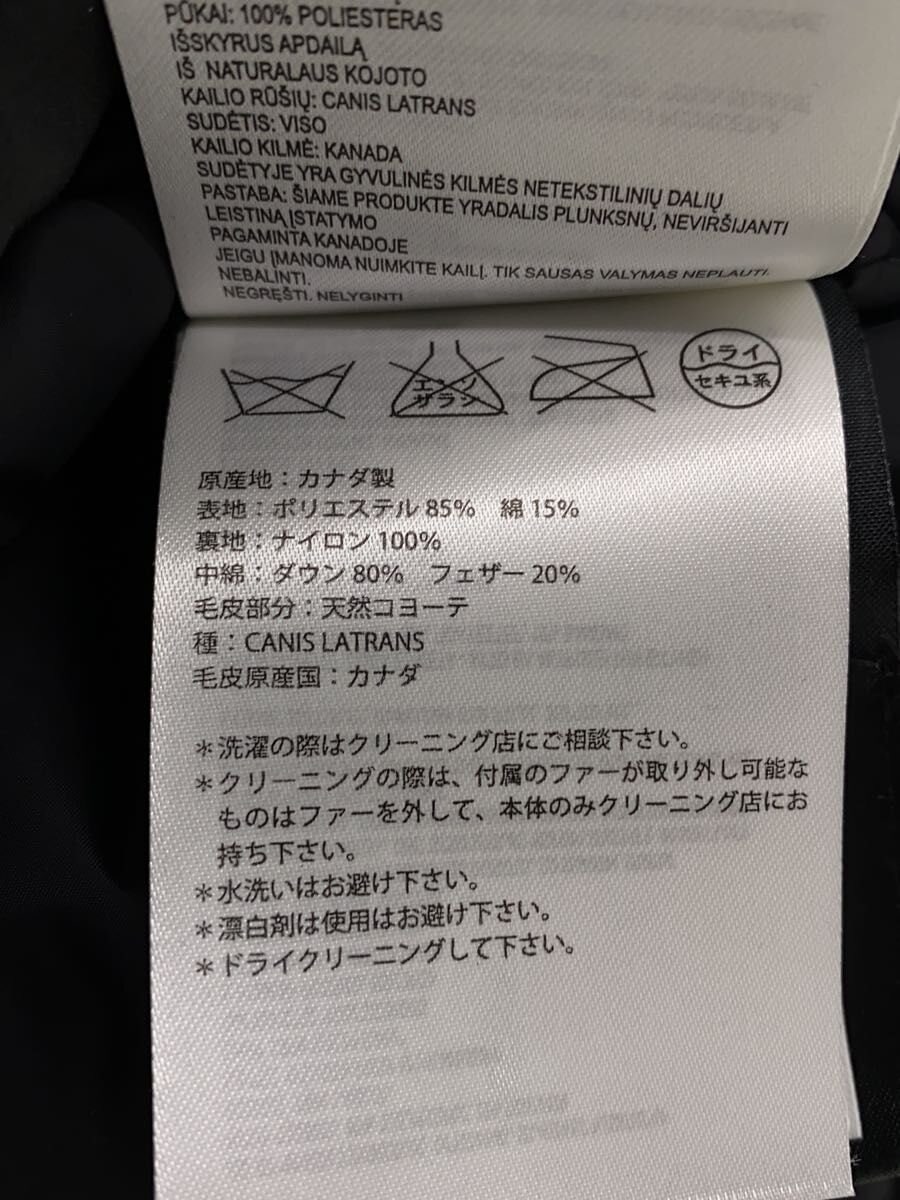 PŪKAI: 100% POLIESTERAS
IŠSKYRUS APDAILĄ
IŠ NATURALAUS KOJOTO
KAILIO RŪŠIŲ: CANIS LATRANS
SUDĖTIS: VISO
KAILIO KILMĖ: KANADA
SUDĖTYJE YRA GYVULINĖS KILMĖS NETEKSTILINIŲ DALIŲ
PASTABA: ŠIAME PRODUKTE YRADALIS PLUNKSNŲ, NEVIRŠIJANTI
LEISTINĄ ĮSTATYMO
PAGAMINTA KANADOJE
JEIGU ĮMANOMA NUIMKITE KAILĮ. TIK SAUSAS VALYMAS NEPLAUTI.
NEBALINTI.
NEGRĘŠTI. NELYGINTI
エンソ
サラシ
ドライ
セキユ系
原産地：カナダ製
表地：ポリエステル 85% 綿 15%
裏地：ナイロン 100%
中綿：ダウン 80% フェザー 20%
毛皮部分：天然コヨーテ
種：CANIS LATRANS
毛皮原産国：カナダ
＊洗濯の際はクリーニング店にご相談下さい。
＊クリーニングの際は、付属のファーが取り外し可能な
ものはファーを外して、本体のみクリーニング店にお
持ち下さい。
＊水洗いはお避け下さい。
＊漂白剤は使用はお避け下さい。
＊ドライクリーニングして下さい。